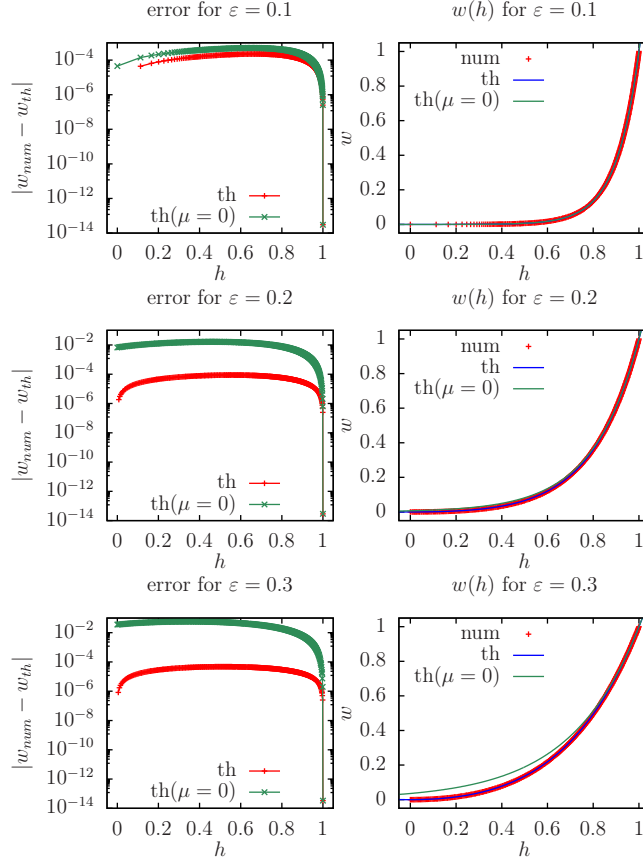 error for ε = 0.1
|w_num − w_th|
10^−4
10^−6
10^−8
10^−10
10^−12
10^−14
th
th(μ = 0)
0 0.2 0.4 0.6 0.8 1
h
w(h) for ε = 0.1
w
1
0.8
0.6
0.4
0.2
0
num
th
th(μ = 0)
0 0.2 0.4 0.6 0.8 1
h
error for ε = 0.2
|w_num − w_th|
10^−2
10^−4
10^−6
10^−8
10^−10
10^−12
10^−14
th
th(μ = 0)
0 0.2 0.4 0.6 0.8 1
h
w(h) for ε = 0.2
w
1
0.8
0.6
0.4
0.2
0
num
th
th(μ = 0)
0 0.2 0.4 0.6 0.8 1
h
error for ε = 0.3
|w_num − w_th|
10^−2
10^−4
10^−6
10^−8
10^−10
10^−12
10^−14
th
th(μ = 0)
0 0.2 0.4 0.6 0.8 1
h
w(h) for ε = 0.3
w
1
0.8
0.6
0.4
0.2
0
num
th
th(μ = 0)
0 0.2 0.4 0.6 0.8 1
h